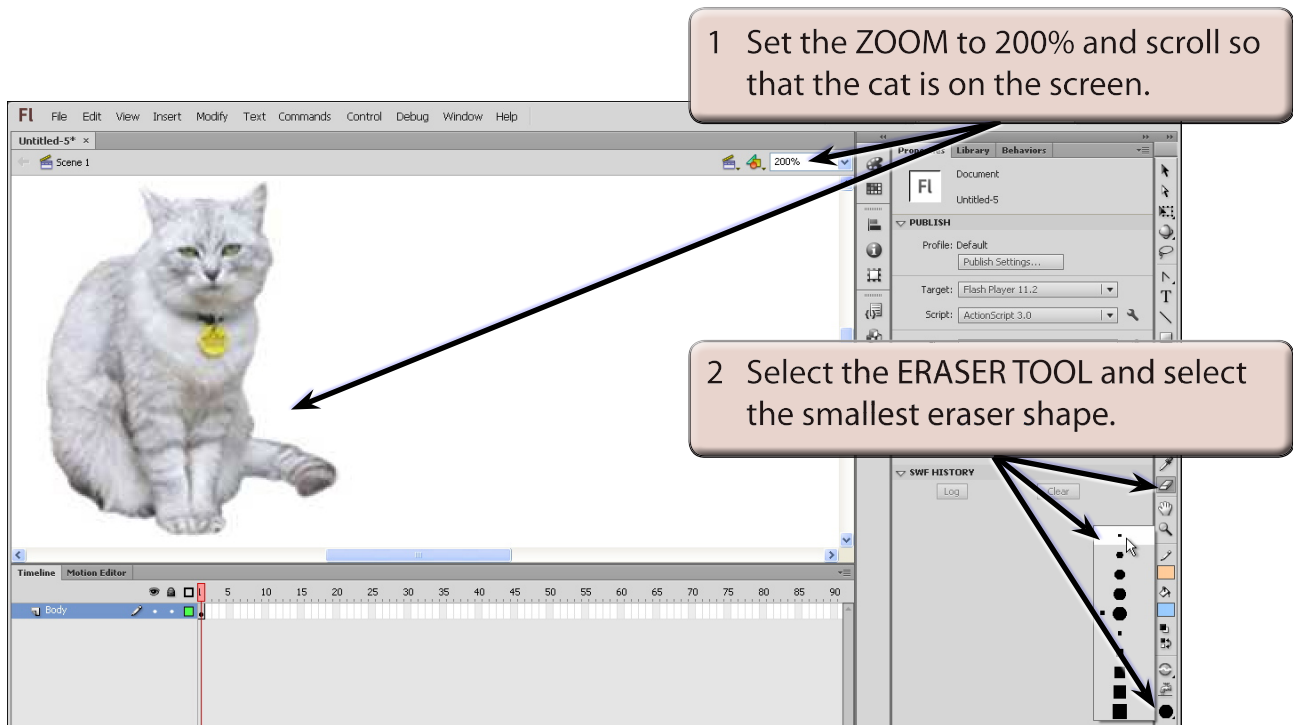 1 Set the ZOOM to 200% and scroll so
that the cat is on the screen.
Fl File Edit View Insert Modify Text Commands Control Debug Window Help
Untitled-5* ×
Scene 1
200%
Library Behaviors
Fl
Document
Untitled-5
PUBLISH
Profile: Default
Publish Settings...
Target: Flash Player 11.2
Script: ActionScript 3.0
2 Select the ERASER TOOL and select
the smallest eraser shape.
SWF HISTORY
Log Clear
Timeline Motion Editor
1 5 10 15 20 25 30 35 40 45 50 55 60 65 70 75 80 85 90
Body